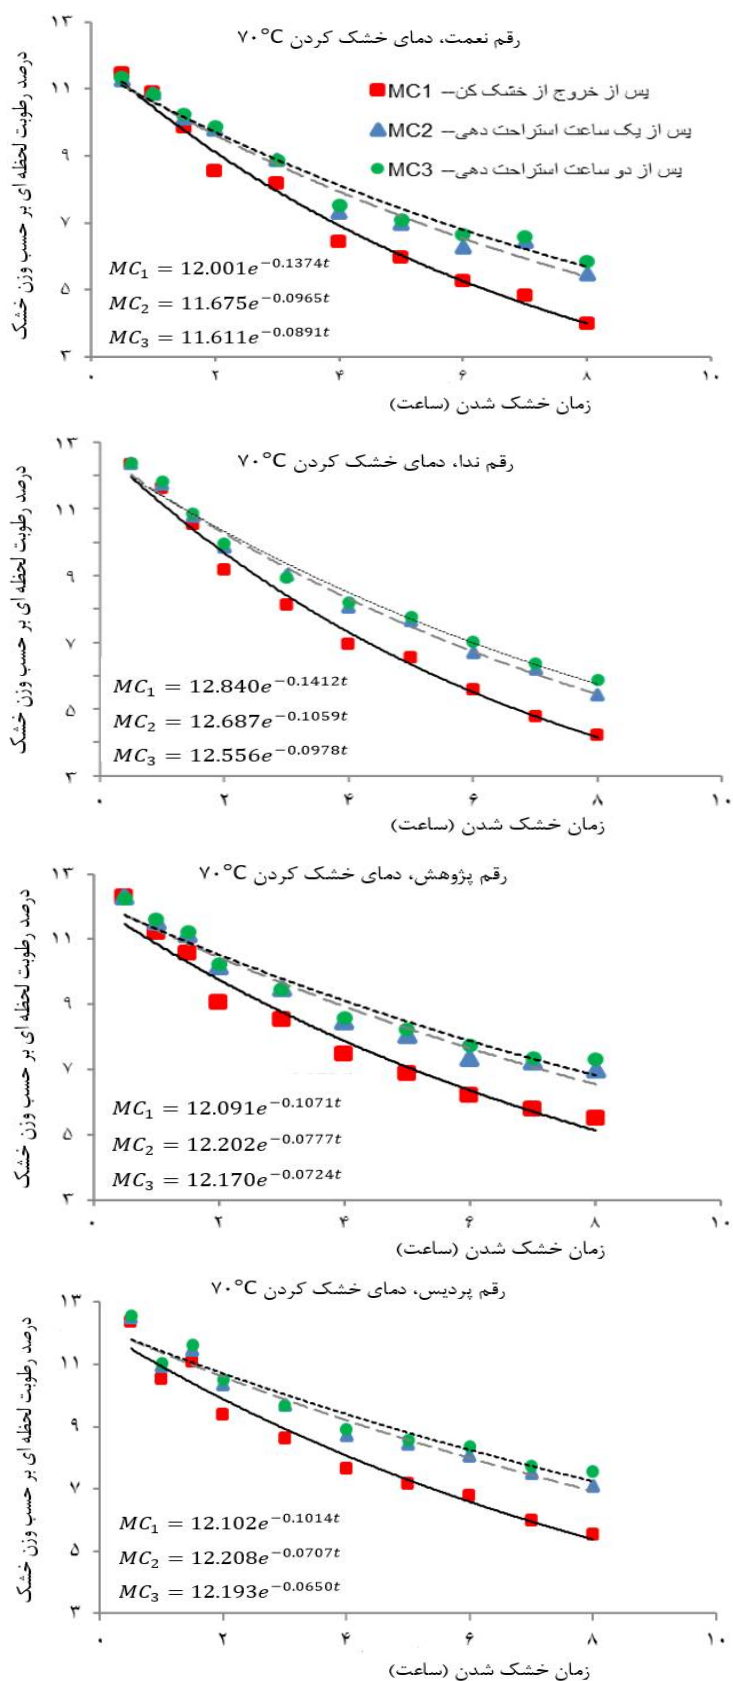 رقم نعمت، دمای خشک کردن ۷۰°C
درصد رطوبت لحظه ای بر حسب وزن خشک
۱۳
۱۱
۹
۷
۵
۳
MC1 --پس از خروج از خشک کن
MC2 --پس از یک ساعت استراحت دهی
MC3 --پس از دو ساعت استراحت دهی
MC₁ = 12.001e^−0.1374t
MC₂ = 11.675e^−0.0965t
MC₃ = 11.611e^−0.0891t
۰ ۲ ۴ ۶ ۸ ۱۰
زمان خشک شدن (ساعت)
رقم ندا، دمای خشک کردن ۷۰°C
درصد رطوبت لحظه ای بر حسب وزن خشک
۱۳
۱۱
۹
۷
۵
۳
MC₁ = 12.840e^−0.1412t
MC₂ = 12.687e^−0.1059t
MC₃ = 12.556e^−0.0978t
۰ ۲ ۴ ۶ ۸ ۱۰
زمان خشک شدن (ساعت)
رقم پژوهش، دمای خشک کردن ۷۰°C
درصد رطوبت لحظه ای بر حسب وزن خشک
۱۳
۱۱
۹
۷
۵
۳
MC₁ = 12.091e^−0.1071t
MC₂ = 12.202e^−0.0777t
MC₃ = 12.170e^−0.0724t
۰ ۲ ۴ ۶ ۸ ۱۰
زمان خشک شدن (ساعت)
رقم پردیس، دمای خشک کردن ۷۰°C
درصد رطوبت لحظه ای بر حسب وزن خشک
۱۳
۱۱
۹
۷
۵
۳
MC₁ = 12.102e^−0.1014t
MC₂ = 12.208e^−0.0707t
MC₃ = 12.193e^−0.0650t
۰ ۲ ۴ ۶ ۸ ۱۰
زمان خشک شدن (ساعت)